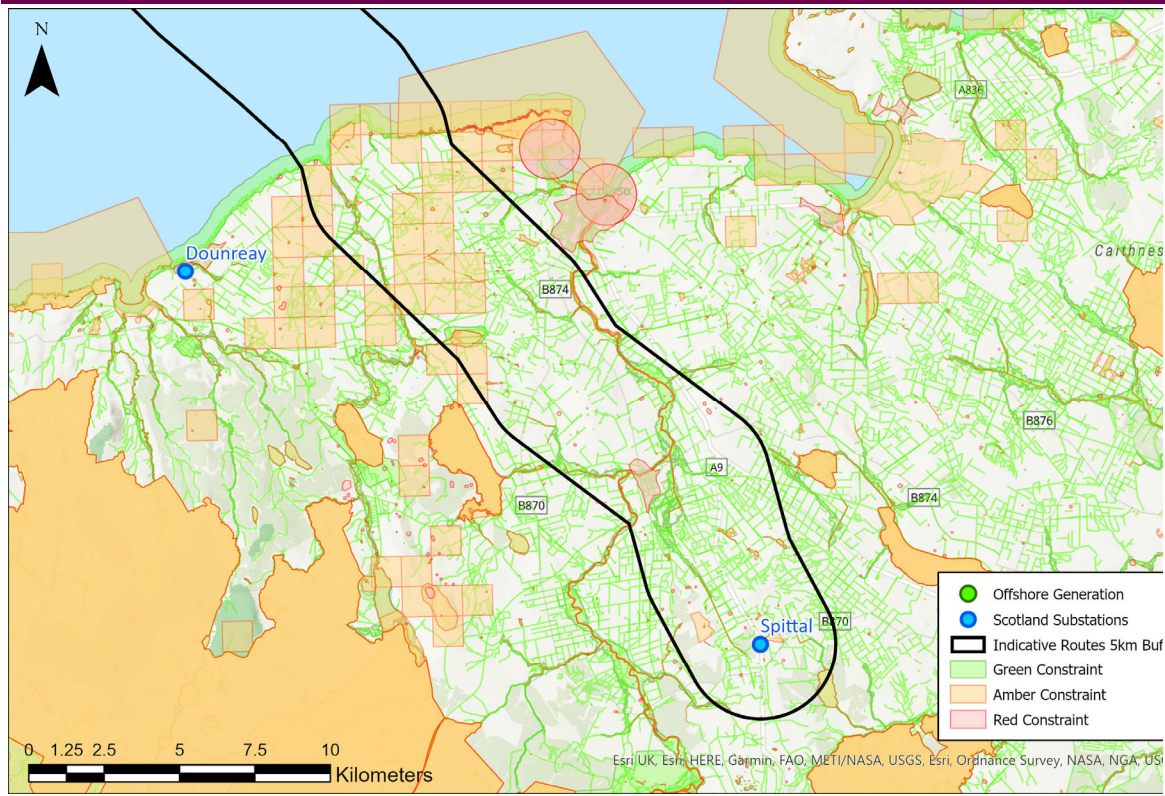 N
A836
Dounreay
Carthnes
B874
B876
A9
B874
B870
B870
Spittal
Offshore Generation
Scotland Substations
Indicative Routes 5km Buf
Green Constraint
Amber Constraint
Red Constraint
0 1.25 2.5 5 7.5 10
Kilometers
Esri UK, Esri, HERE, Garmin, FAO, METI/NASA, USGS, Esri, Ordnance Survey, NASA, NGA, USG